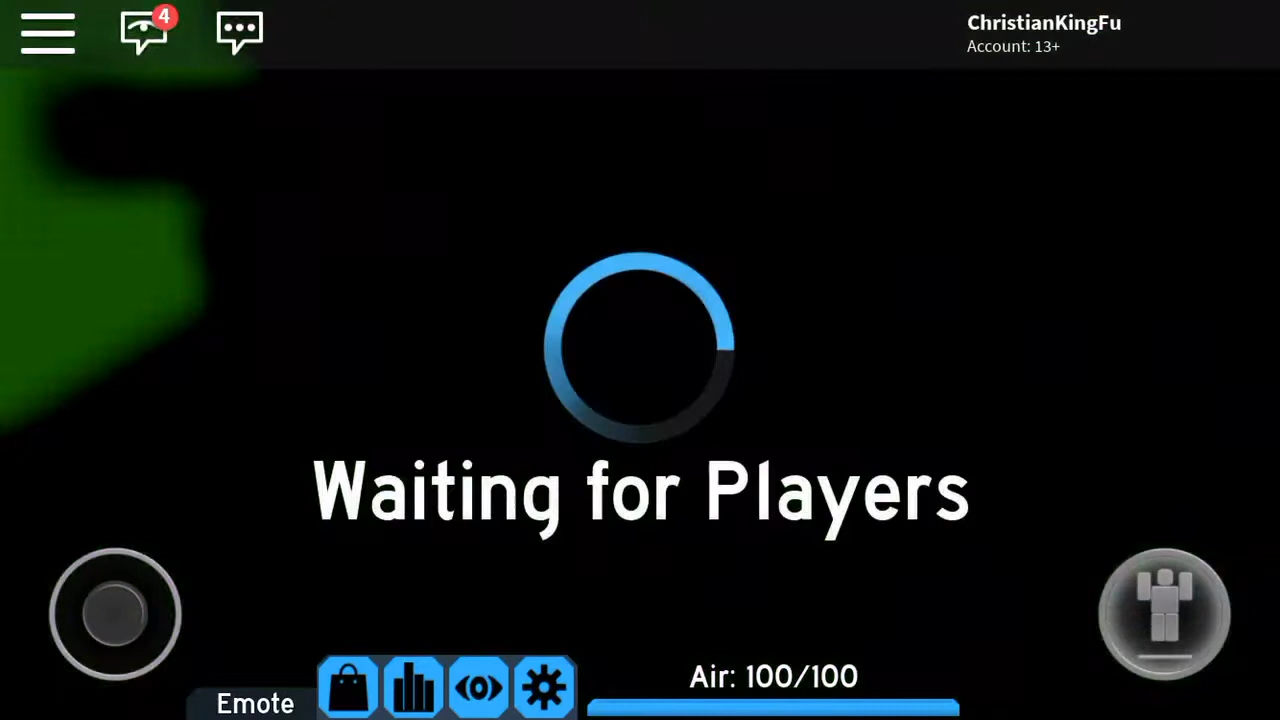 4
ChristianKingFu
Account: 13+
Waiting for Players
Air: 100/100
Emote